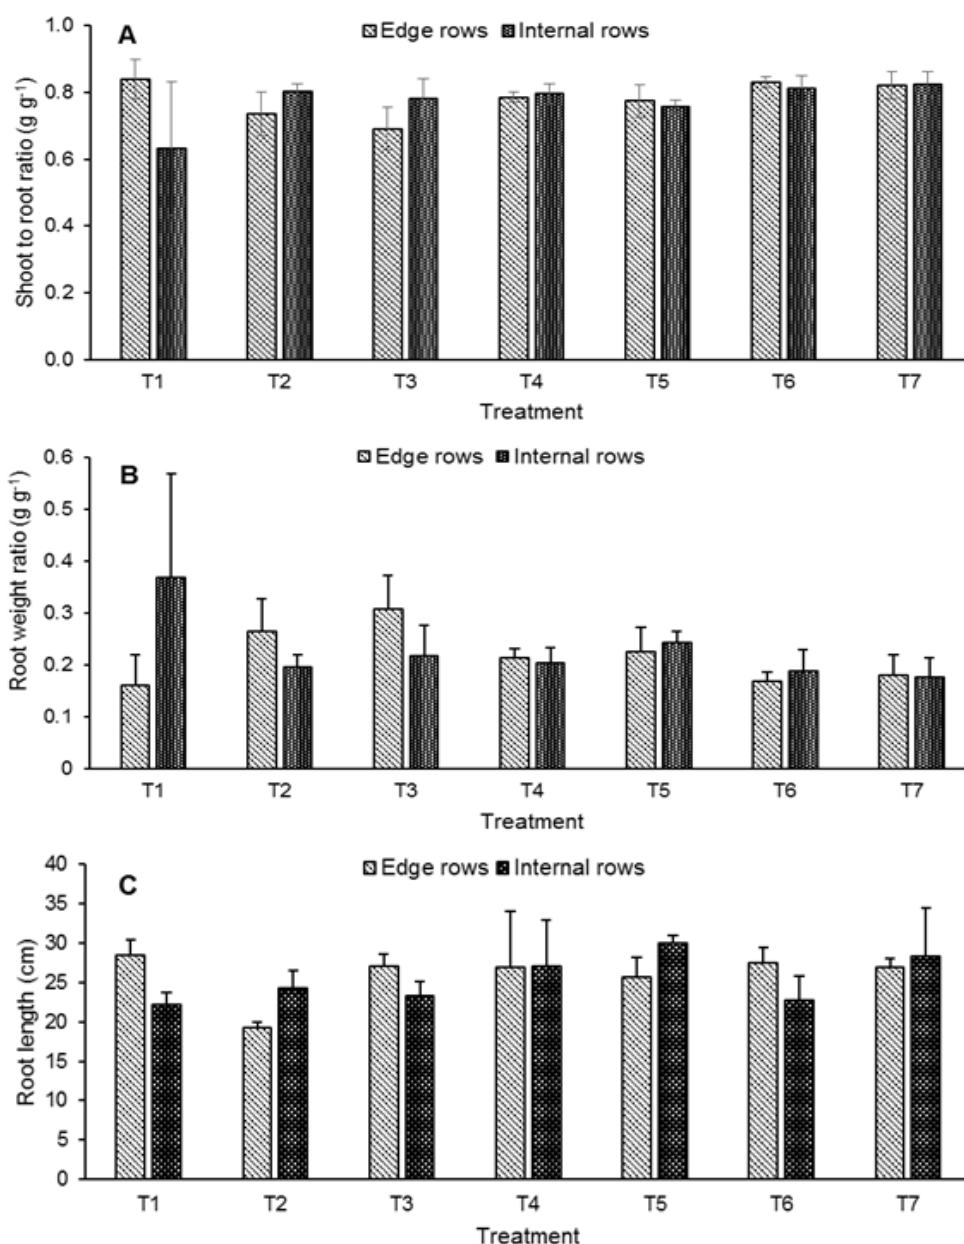 A
Edge rows Internal rows
Shoot to root ratio (g g⁻¹)
1.0
0.8
0.6
0.4
0.2
0.0
T1 T2 T3 T4 T5 T6 T7
Treatment
B
Edge rows Internal rows
Root weight ratio (g g⁻¹)
0.6
0.5
0.4
0.3
0.2
0.1
0
T1 T2 T3 T4 T5 T6 T7
Treatment
C
Edge rows Internal rows
Root length (cm)
40
35
30
25
20
15
10
5
0
T1 T2 T3 T4 T5 T6 T7
Treatment